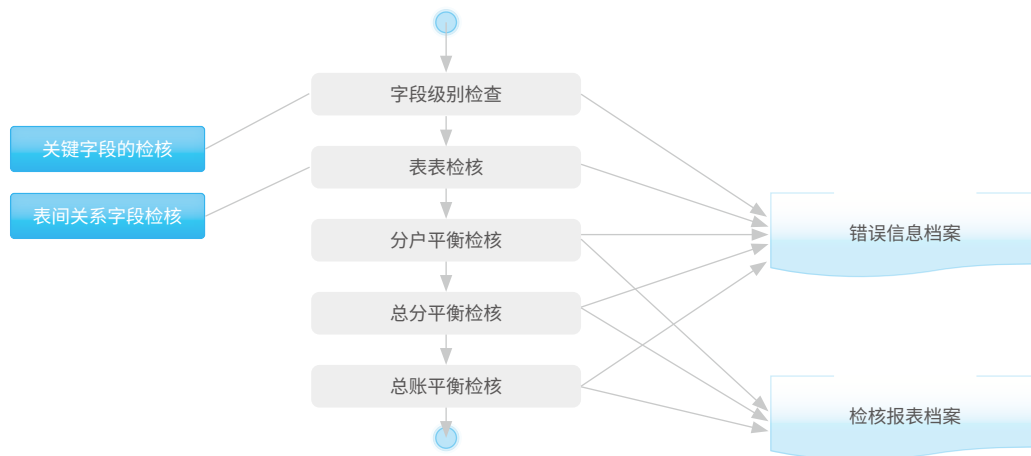 字段级别检查
关键字段的检核
表表检核
表间关系字段检核
分户平衡检核
错误信息档案
总分平衡检核
总账平衡检核
检核报表档案